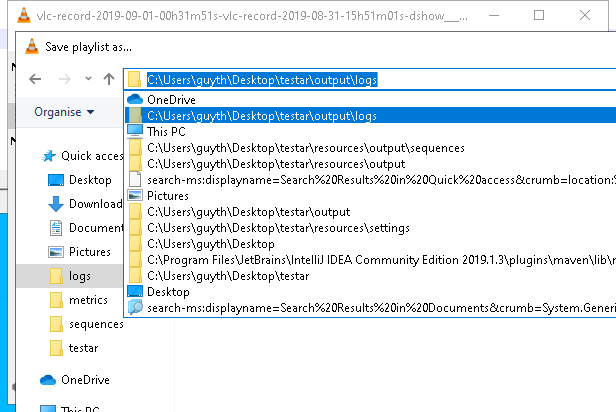 vlc-record-2019-09-01-00h31m51s-vlc-record-2019-08-31-15h51m01s-dshow__...
Save playlist as...
C:\Users\guyth\Desktop\testar\output\logs
Organise
OneDrive
C:\Users\guyth\Desktop\testar\output\logs
This PC
C:\Users\guyth\Desktop\testar\resources\output\sequences
C:\Users\guyth\Desktop\testar\resources\output
search-ms:displayname=Search%20Results%20in%20Quick%20access&crumb=location:
Pictures
C:\Users\guyth\Desktop\testar\output
C:\Users\guyth\Desktop\testar\resources\settings
C:\Users\guyth\Desktop
C:\Program Files\JetBrains\IntelliJ IDEA Community Edition 2019.1.3\plugins\maven\lib\
C:\Users\guyth\Desktop\testar
Desktop
search-ms:displayname=Search%20Results%20in%20Documents&crumb=System.Generi
Quick acces
Desktop
Download
Document
Pictures
logs
metrics
sequences
testar
OneDrive
This PC